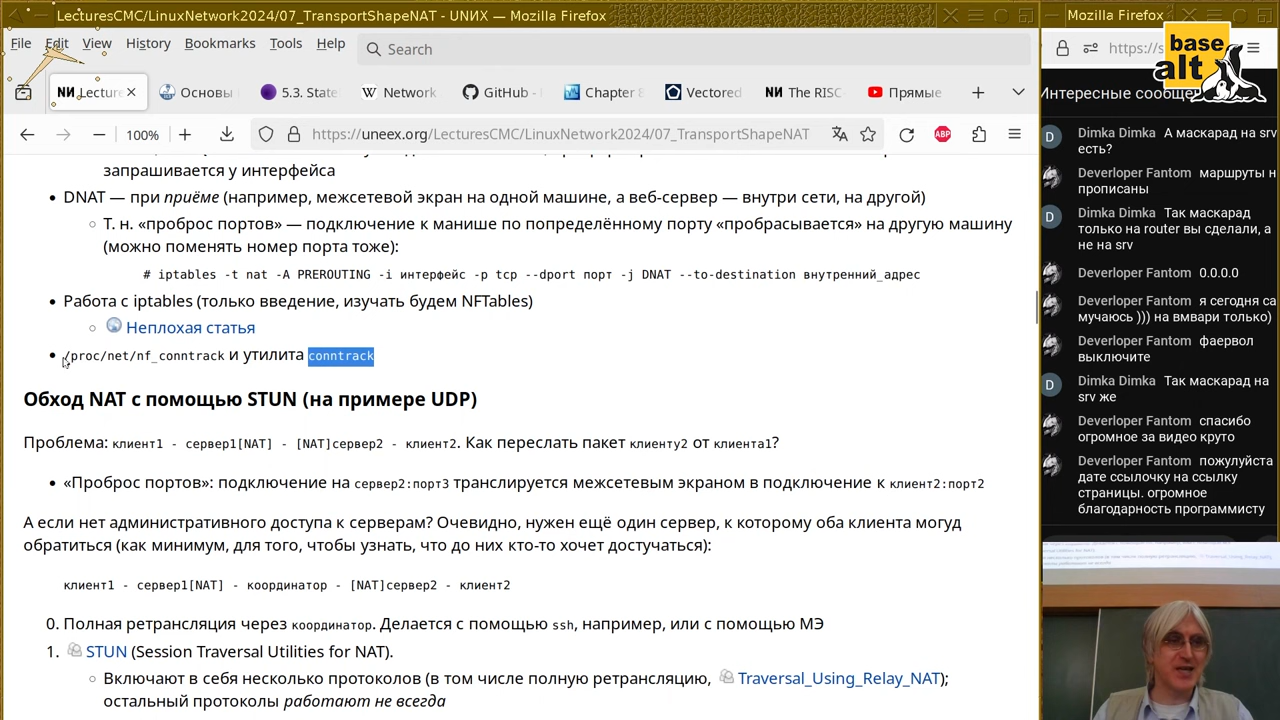 LecturesCMC/LinuxNetwork2024/07_TransportShapeNAT - UNИX — Mozilla Firefox
File Edit View History Bookmarks Tools Help
Search
NИ Lecture
Основы
5.3. State
Network
GitHub -
Chapter 8
Vectored
NИ The RISC
Прямые
100%
https://uneex.org/LecturesCMC/LinuxNetwork2024/07_TransportShapeNAT
ABP
запрашивается у интерфейса
DNAT — при приёме (например, межсетевой экран на одной машине, а веб-сервер — внутри сети, на другой)
Т. н. «проброс портов» — подключение к манише по попределённому порту «пробрасывается» на другую машину
(можно поменять номер порта тоже):
# iptables -t nat -A PREROUTING -i интерфейс -p tcp --dport порт -j DNAT --to-destination внутренний_адрес
Работа с iptables (только введение, изучать будем NFTables)
Неплохая статья
/proc/net/nf_conntrack и утилита conntrack
Обход NAT с помощью STUN (на примере UDP)
Проблема: клиент1 - сервер1[NAT] - [NAT]сервер2 - клиент2. Как переслать пакет клиенту2 от клиента1?
«Проброс портов»: подключение на сервер2:порт3 транслируется межсетевым экраном в подключение к клиент2:порт2
А если нет административного доступа к серверам? Очевидно, нужен ещё один сервер, к которому оба клиента могуд
обратиться (как минимум, для того, чтобы узнать, что до них кто-то хочет достучаться):
клиент1 - сервер1[NAT] - координатор - [NAT]сервер2 - клиент2
0. Полная ретрансляция через координатор. Делается с помощью ssh, например, или с помощью МЭ
1. STUN (Session Traversal Utilities for NAT).
Включают в себя несколько протоколов (в том числе полную ретрансляцию, Traversal_Using_Relay_NAT);
остальный протоколы работают не всегда
Mozilla Firefox
https://s
base
alt
Интересные сообще
D Dimka Dimka А маскарад на srv
есть?
Deverloper Fantom маршруты н
прописаны
D Dimka Dimka Так маскарад
только на router вы сделали, а
не на srv
Deverloper Fantom 0.0.0.0
Deverloper Fantom я сегодня са
мучаюсь ))) на вмвари только)
Deverloper Fantom фаервол
выключите
D Dimka Dimka Так маскарад на
srv же
Deverloper Fantom спасибо
огромное за видео круто
Deverloper Fantom пожулуйста
дате ссылочку на ссылку
страницы. огромное
благодарность программисту